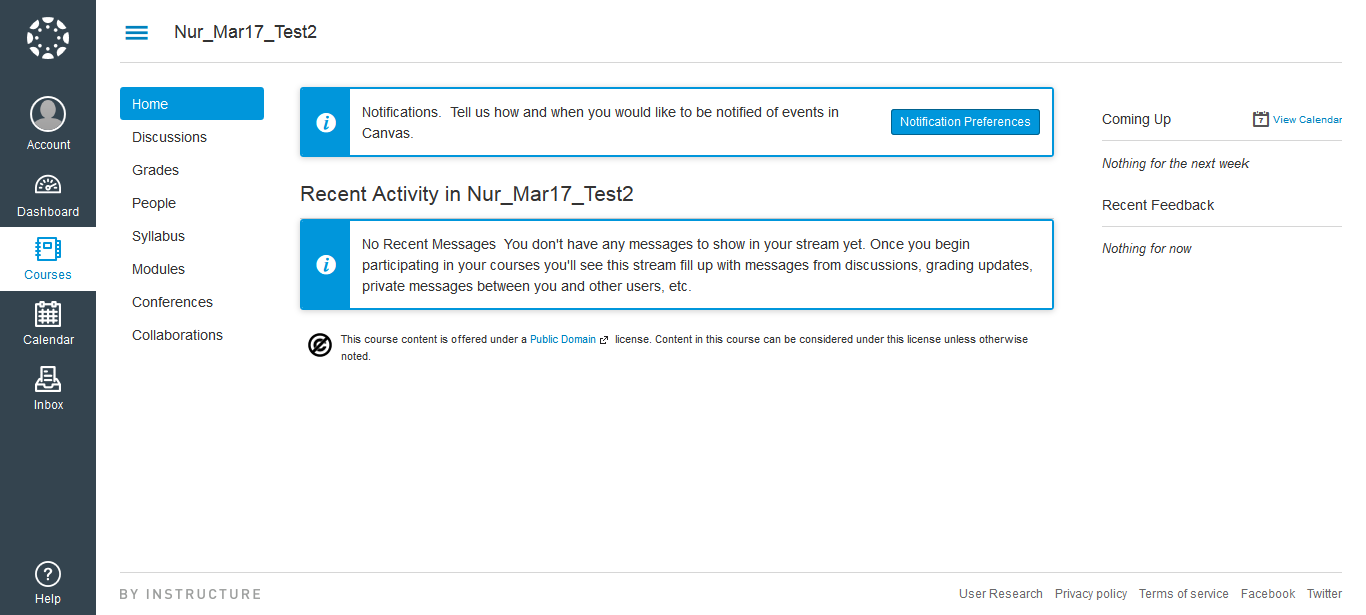 Account
Dashboard
Courses
Calendar
Inbox
Help
Nur_Mar17_Test2
Home
Discussions
Grades
People
Syllabus
Modules
Conferences
Collaborations
Notifications.  Tell us how and when you would like to be notified of events in
Canvas.
Notification Preferences
Recent Activity in Nur_Mar17_Test2
No Recent Messages  You don't have any messages to show in your stream yet. Once you begin
participating in your courses you'll see this stream fill up with messages from discussions, grading updates,
private messages between you and other users, etc.
This course content is offered under a Public Domain license. Content in this course can be considered under this license unless otherwise
noted.
Coming Up
7 View Calendar
Nothing for the next week
Recent Feedback
Nothing for now
BY INSTRUCTURE
User Research Privacy policy Terms of service Facebook Twitter